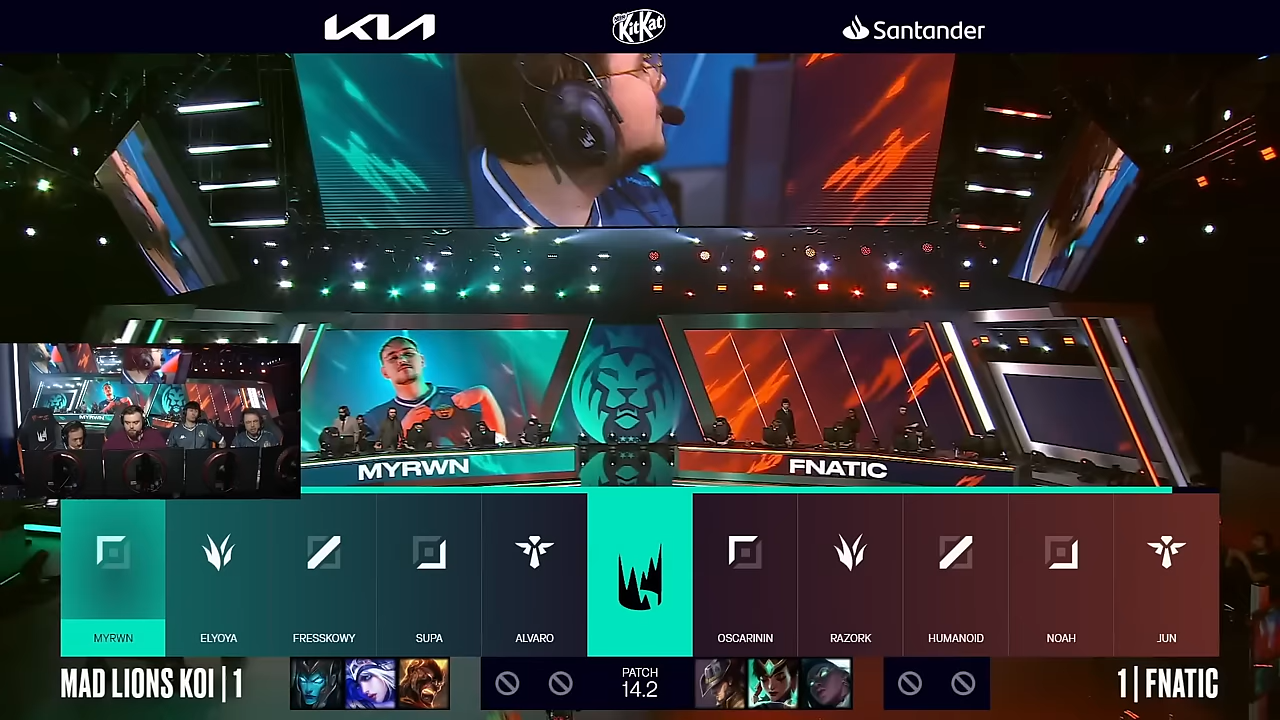 KIA
KitKat
Santander
MYRWN
FNATIC
MYRWN
ELYOYA
FRESSKOWY
SUPA
ALVARO
OSCARININ
RAZORK
HUMANOID
NOAH
JUN
MAD LIONS KOI | 1
PATCH
14.2
1 | FNATIC